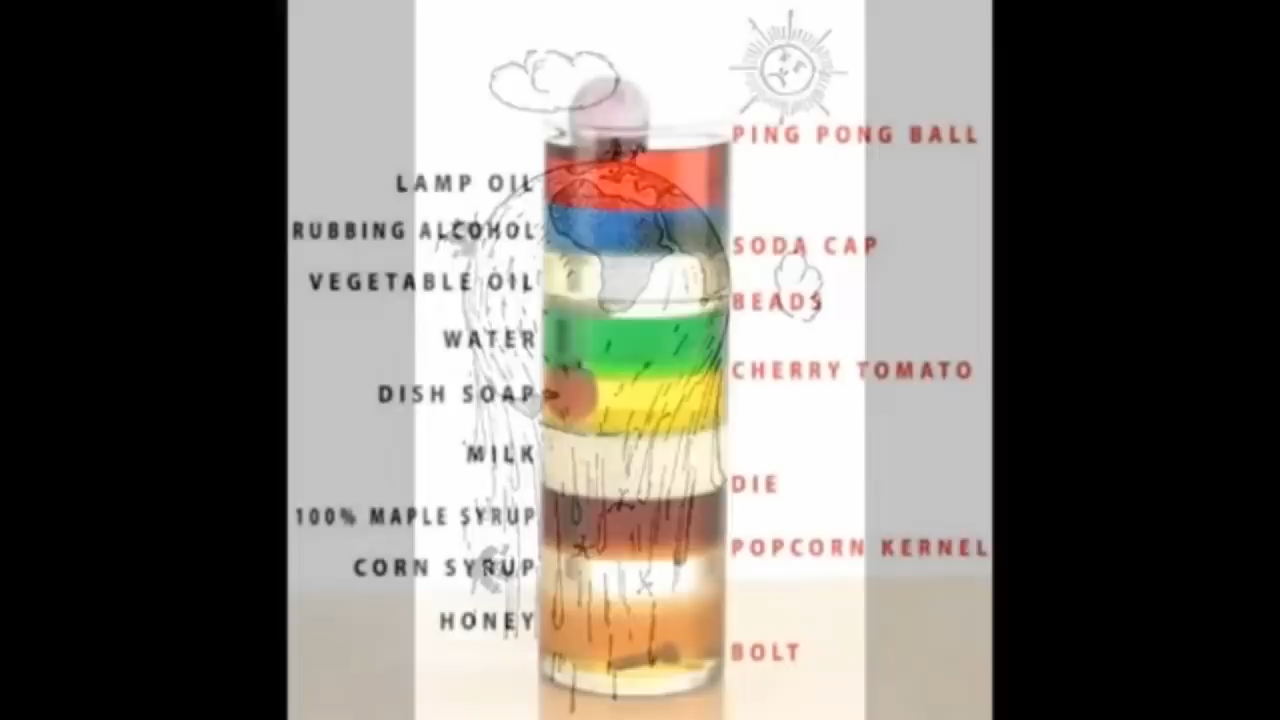 PING PONG BALL
LAMP OIL
RUBBING ALCOHOL
SODA CAP
VEGETABLE OIL
BEADS
WATER
CHERRY TOMATO
DISH SOAP
MILK
DIE
100% MAPLE SYRUP
POPCORN KERNEL
CORN SYRUP
HONEY
BOLT